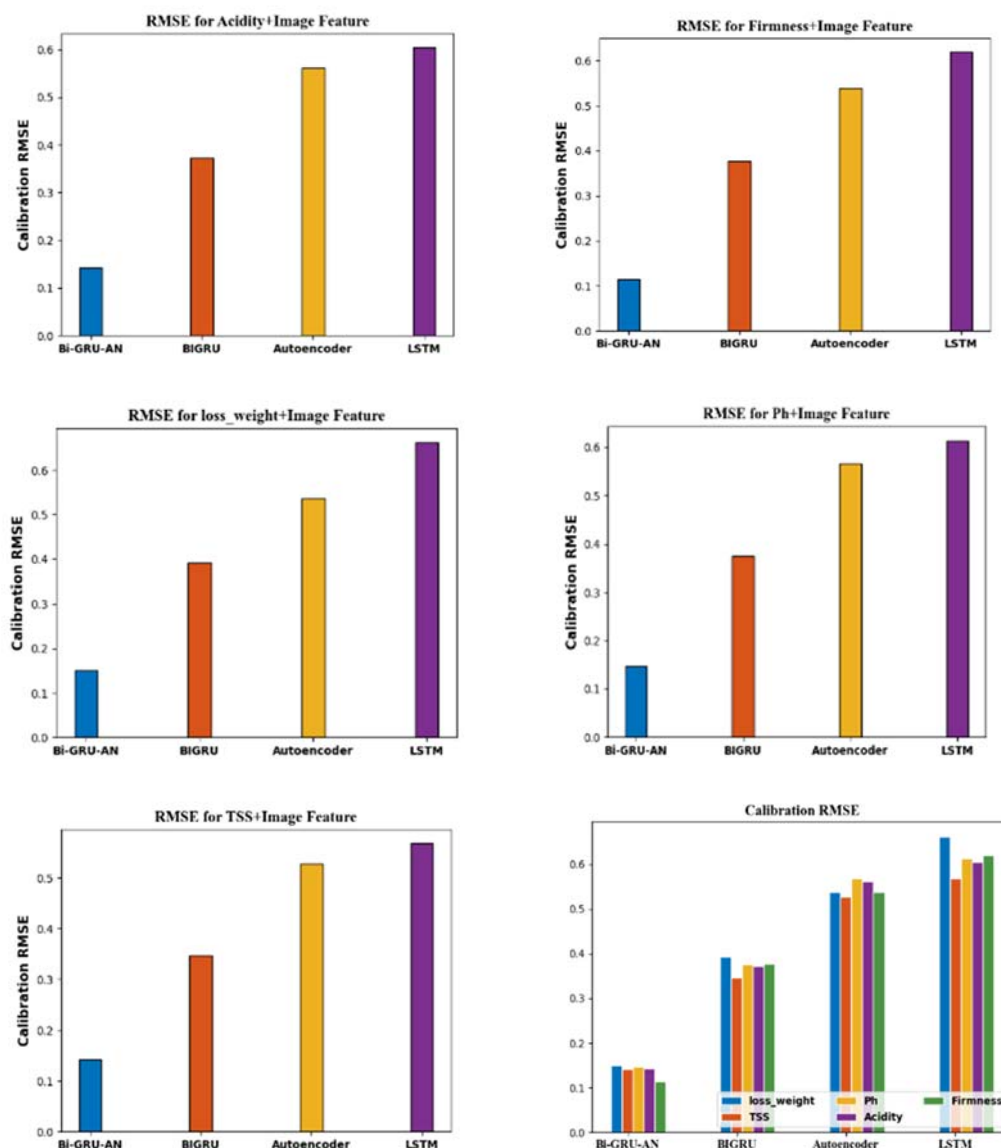 RMSE for Acidity+Image Feature
Calibration RMSE
0.6
0.5
0.4
0.3
0.2
0.1
0.0
Bi-GRU-AN BIGRU Autoencoder LSTM
RMSE for Firmness+Image Feature
Calibration RMSE
0.6
0.5
0.4
0.3
0.2
0.1
0.0
Bi-GRU-AN BIGRU Autoencoder LSTM
RMSE for loss_weight+Image Feature
Calibration RMSE
0.6
0.5
0.4
0.3
0.2
0.1
0.0
Bi-GRU-AN BIGRU Autoencoder LSTM
RMSE for Ph+Image Feature
Calibration RMSE
0.6
0.5
0.4
0.3
0.2
0.1
0.0
Bi-GRU-AN BIGRU Autoencoder LSTM
RMSE for TSS+Image Feature
Calibration RMSE
0.5
0.4
0.3
0.2
0.1
0.0
Bi-GRU-AN BIGRU Autoencoder LSTM
Calibration RMSE
Calibration RMSE
0.6
0.5
0.4
0.3
0.2
0.1
0.0
loss_weight Ph Firmness
TSS Acidity
Bi-GRU-AN BIGRU Autoencoder LSTM